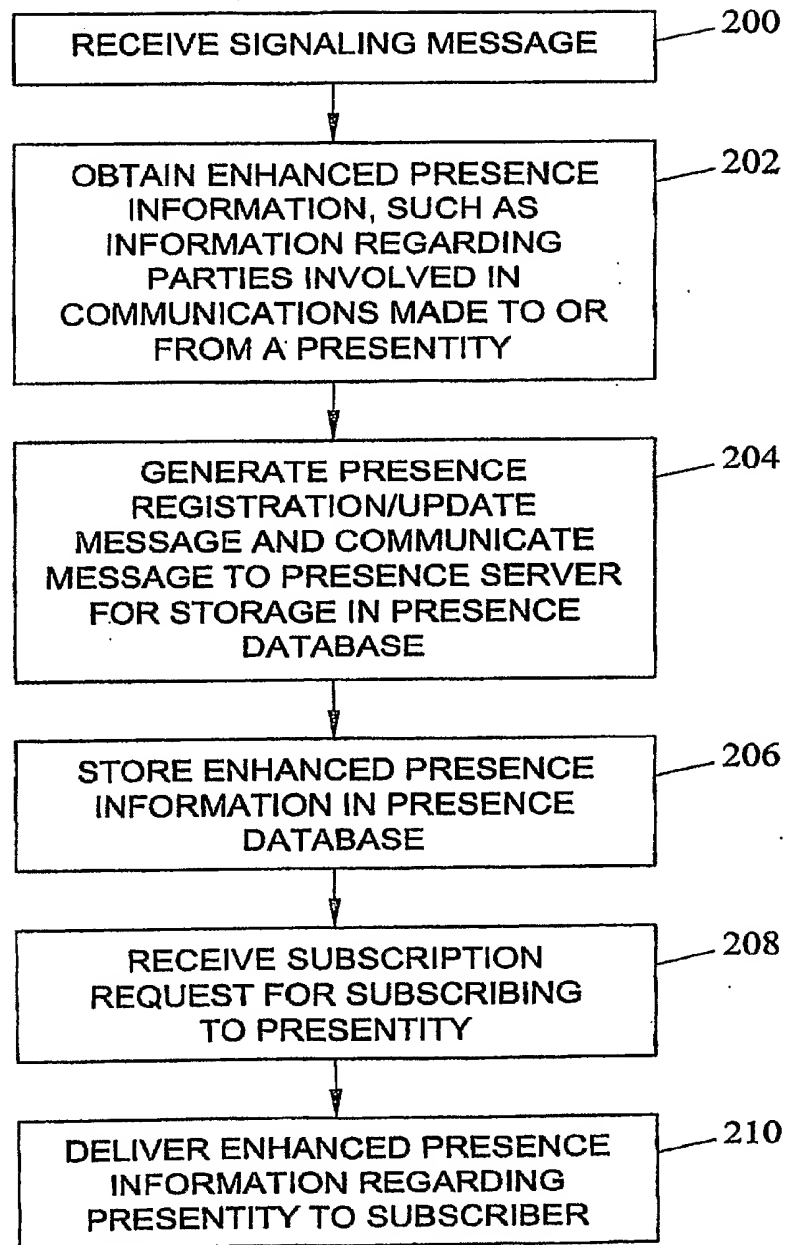 RECEIVE SIGNALING MESSAGE
200
OBTAIN ENHANCED PRESENCE
INFORMATION, SUCH AS
INFORMATION REGARDING
PARTIES INVOLVED IN
COMMUNICATIONS MADE TO OR
FROM A PRESENTITY
202
GENERATE PRESENCE
REGISTRATION/UPDATE
MESSAGE AND COMMUNICATE
MESSAGE TO PRESENCE SERVER
FOR STORAGE IN PRESENCE
DATABASE
204
STORE ENHANCED PRESENCE
INFORMATION IN PRESENCE
DATABASE
206
RECEIVE SUBSCRIPTION
REQUEST FOR SUBSCRIBING
TO PRESENTITY
208
DELIVER ENHANCED PRESENCE
INFORMATION REGARDING
PRESENTITY TO SUBSCRIBER
210